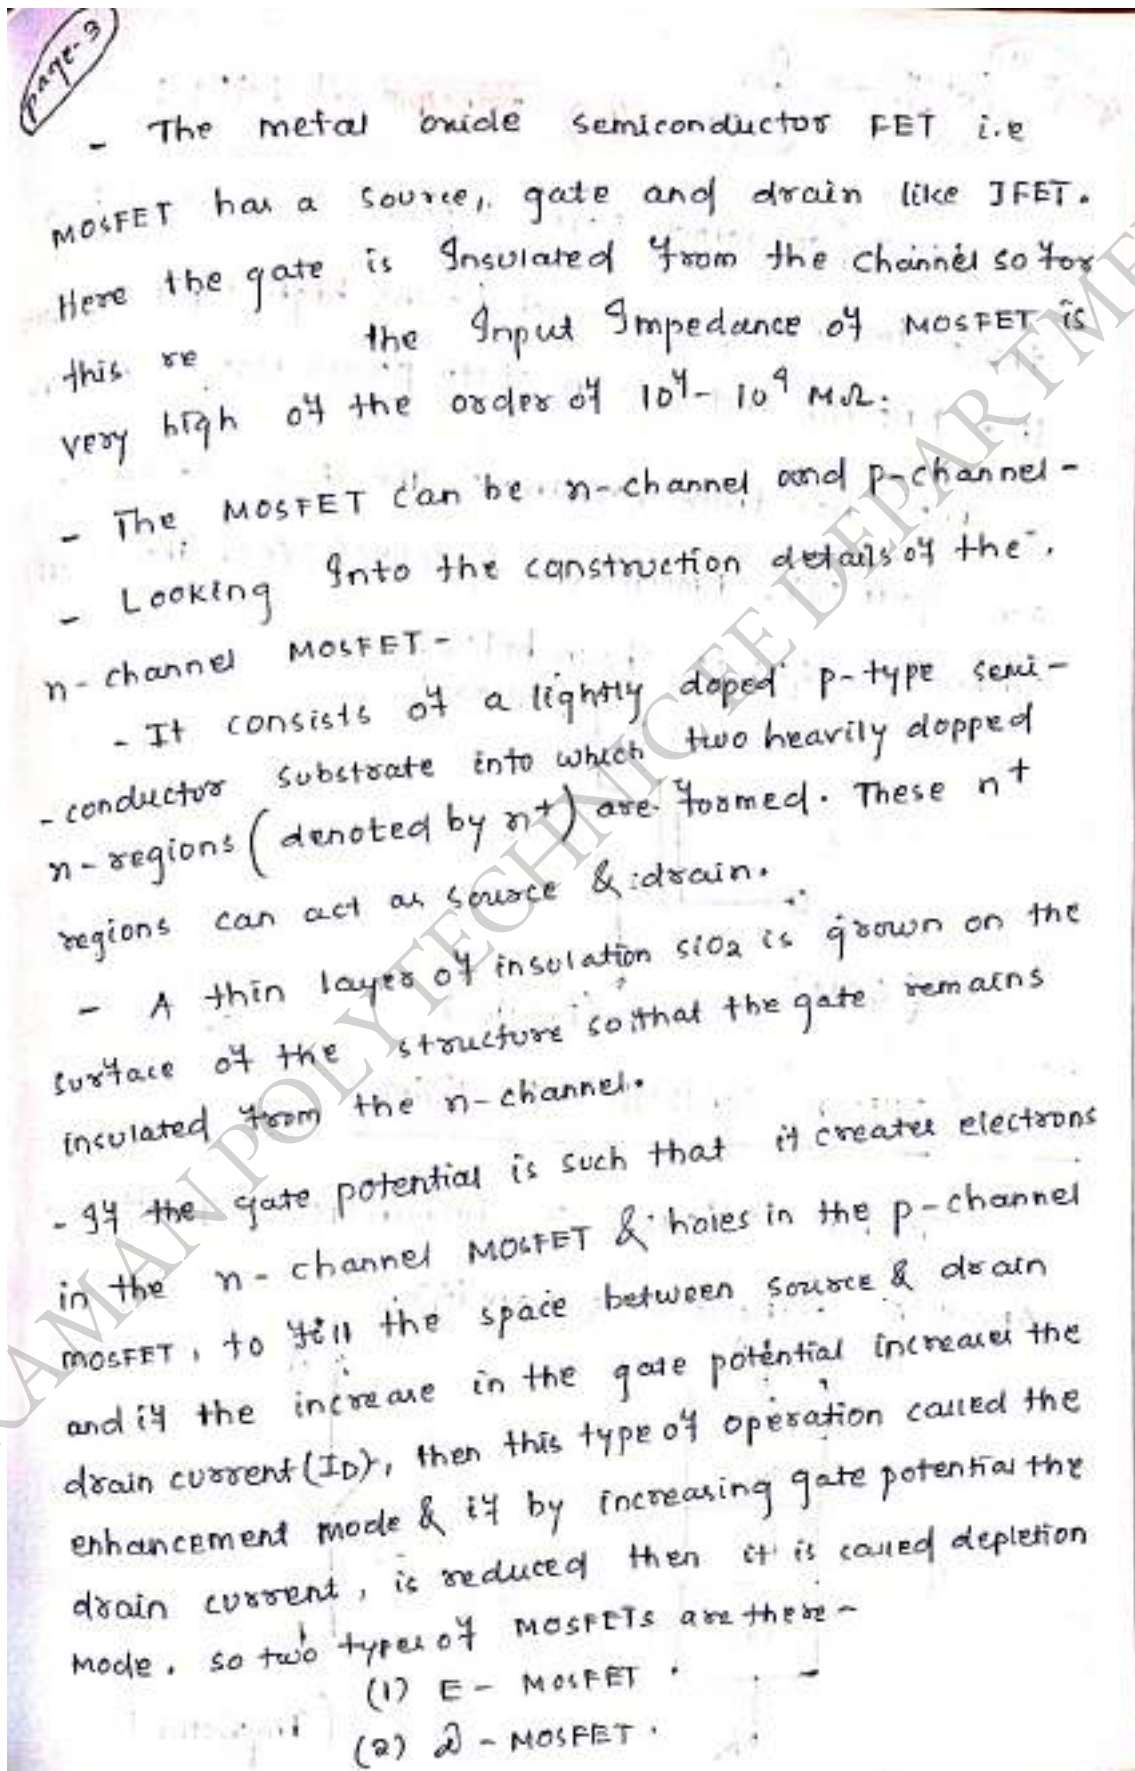 page-3
- The metal oxide semiconductor FET i.e
MOSFET has a source, gate and drain like JFET.
Here the gate is Insulated from the channel so for
this re the Input Impedance of MOSFET is
very high of the order of 10⁴ - 10⁹ MΩ.
- The MOSFET can be n-channel and p-channel -
- Looking Into the construction details of the
n-channel MOSFET -
- It consists of a lightly doped p-type semi-
- conductor substrate into which two heavily dopped
n-regions (denoted by n⁺) are formed. These n⁺
regions can act as source & drain.
- A thin layer of insulation SiO₂ is grown on the
surface of the structure so that the gate remains
insulated from the n-channel.
- If the gate potential is such that it creates electrons
in the n-channel MOSFET & holes in the p-channel
MOSFET, to fill the space between source & drain
and if the increase in the gate potential increases the
drain current (I_D), then this type of operation called the
enhancement mode & if by increasing gate potential the
drain current, is reduced then it is called depletion
mode. so two types of MOSFETs are there -
(1) E - MOSFET
(2) D - MOSFET.
RAMAN POLYTECHNIC EE DEPARTME